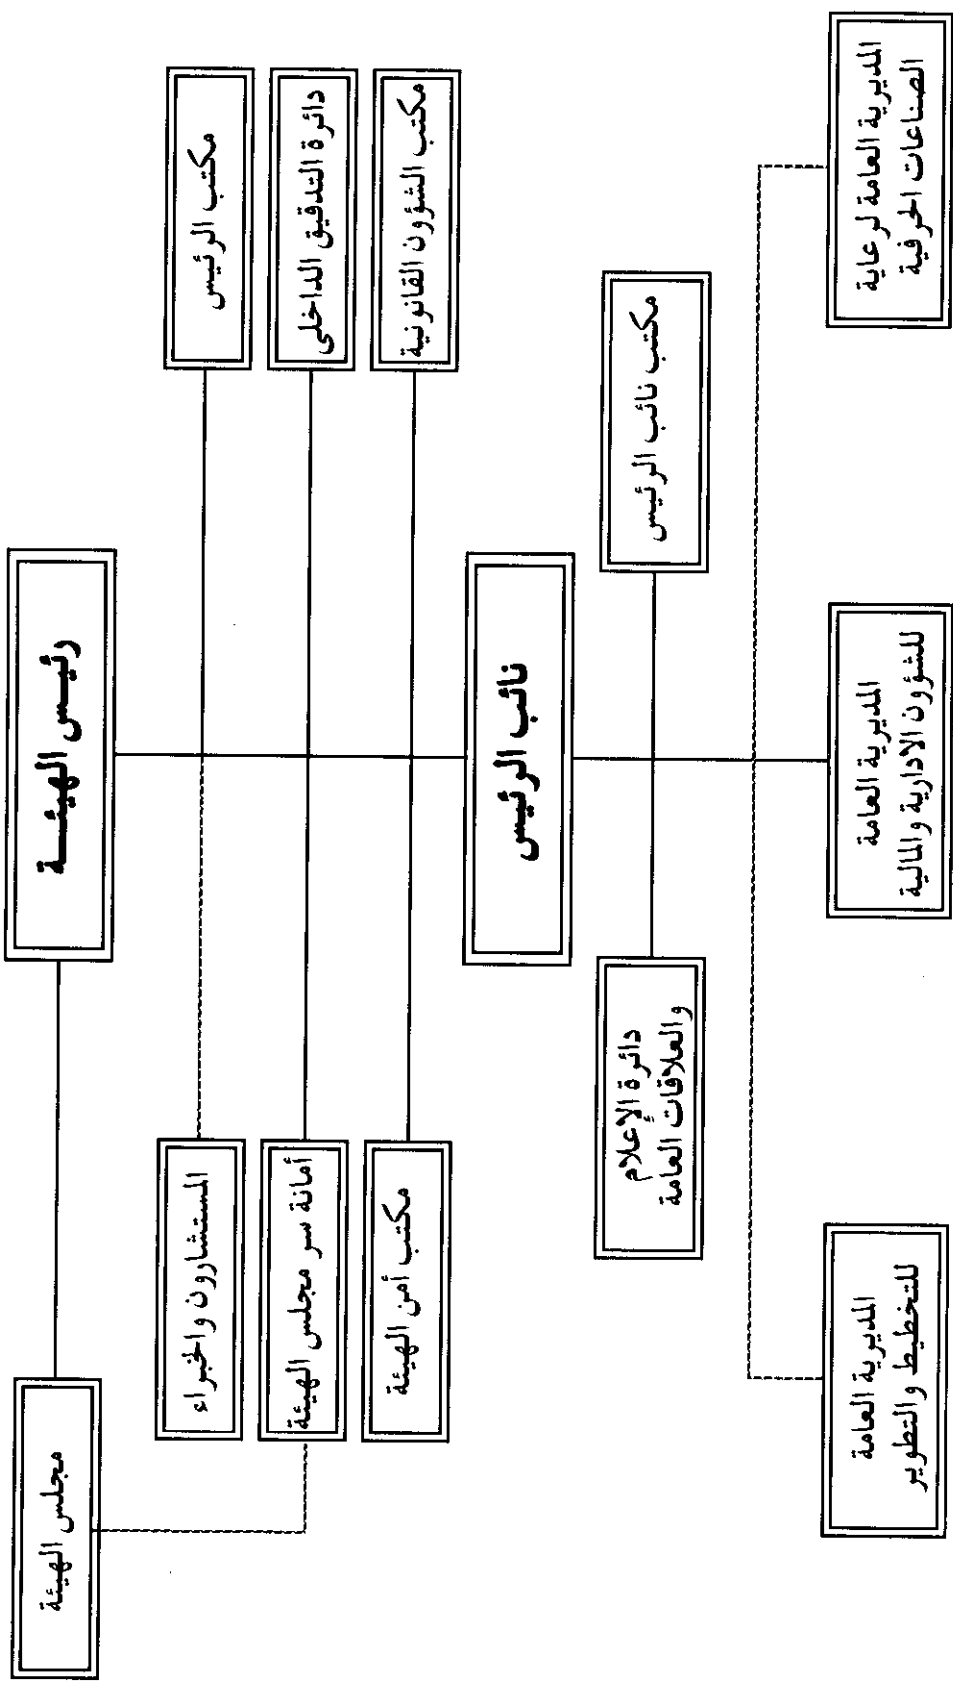 رئيس الهيئة
مجلس الهيئة
مكتب الرئيس
المستشارون والخبراء
دائرة التدقيق الداخلي
أمانة سر مجلس الهيئة
مكتب الشؤون القانونية
مكتب أمن الهيئة
نائب الرئيس
مكتب نائب الرئيس
دائرة الإعلام
والعلاقات العامة
المديرية العامة لرعاية
الصناعات الحرفية
المديرية العامة
للشؤون الادارية والمالية
المديرية العامة
للتخطيط والتطوير